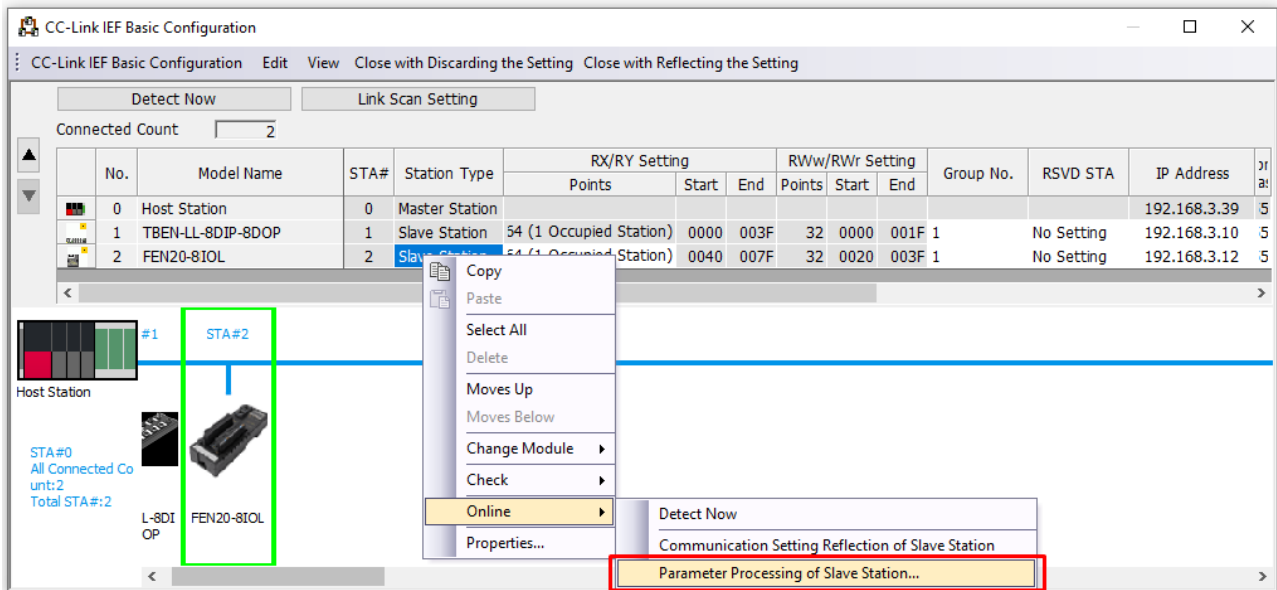 CC-Link IEF Basic Configuration
CC-Link IEF Basic Configuration Edit View Close with Discarding the Setting Close with Reflecting the Setting
Detect Now Link Scan Setting
Connected Count 2
No. Model Name STA# Station Type RX/RY Setting RWw/RWr Setting Group No. RSVD STA IP Address
Points Start End Points Start End
0 Host Station 0 Master Station 192.168.3.39
1 TBEN-LL-8DIP-8DOP 1 Slave Station 54 (1 Occupied Station) 0000 003F 32 0000 001F 1 No Setting 192.168.3.10
2 FEN20-8IOL 2 Slave Station 64 (1 Occupied Station) 0040 007F 32 0020 003F 1 No Setting 192.168.3.12
Copy
Paste
Select All
Delete
Moves Up
Moves Below
Change Module
Check
Online
Properties...
Detect Now
Communication Setting Reflection of Slave Station
Parameter Processing of Slave Station...
#1 STA#2
Host Station
STA#0
All Connected Co
unt:2
Total STA#:2
L-8DI
OP
FEN20-8IOL